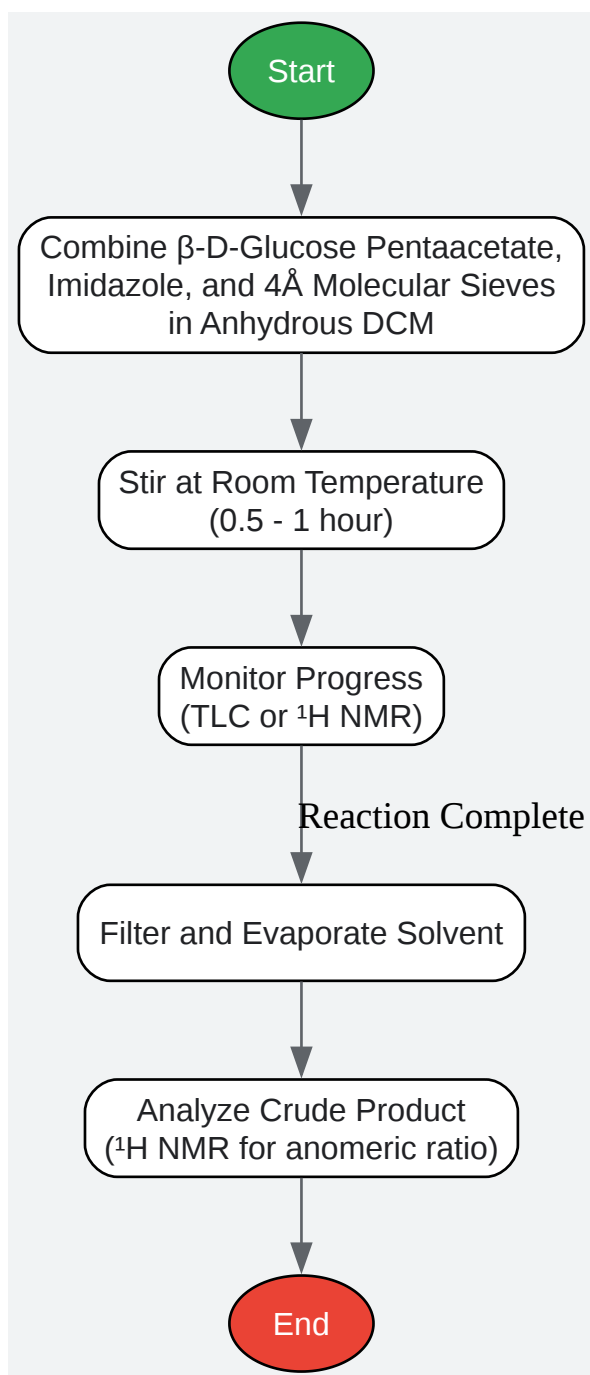 Start
Combine β-D-Glucose Pentaacetate,
Imidazole, and 4Å Molecular Sieves
in Anhydrous DCM
Stir at Room Temperature
(0.5 - 1 hour)
Monitor Progress
(TLC or ¹H NMR)
Reaction Complete
Filter and Evaporate Solvent
Analyze Crude Product
(¹H NMR for anomeric ratio)
End